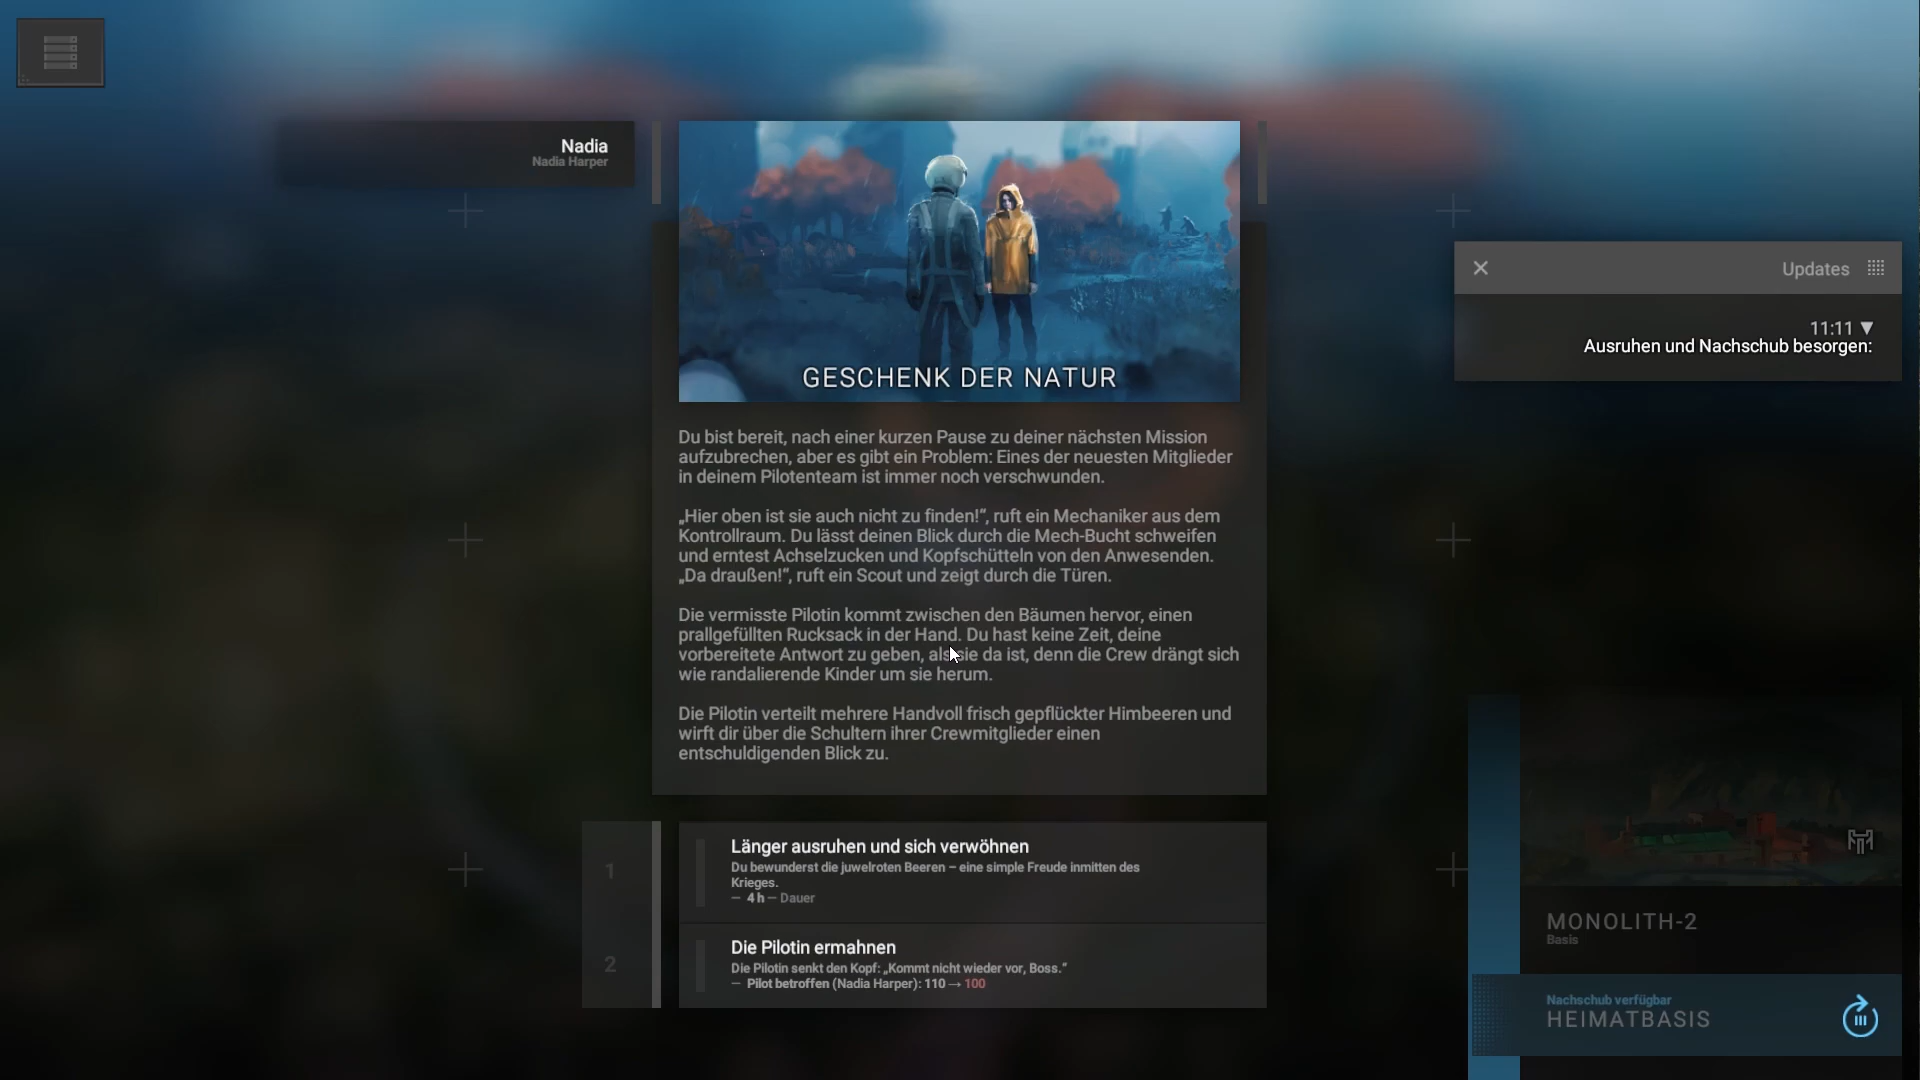 Nadia
Nadia Harper
GESCHENK DER NATUR
Du bist bereit, nach einer kurzen Pause zu deiner nächsten Mission
aufzubrechen, aber es gibt ein Problem: Eines der neuesten Mitglieder
in deinem Pilotenteam ist immer noch verschwunden.
„Hier oben ist sie auch nicht zu finden!“, ruft ein Mechaniker aus dem
Kontrollraum. Du lässt deinen Blick durch die Mech-Bucht schweifen
und erntest Achselzucken und Kopfschütteln von den Anwesenden.
„Da draußen!“, ruft ein Scout und zeigt durch die Türen.
Die vermisste Pilotin kommt zwischen den Bäumen hervor, einen
prallgefüllten Rucksack in der Hand. Du hast keine Zeit, deine
vorbereitete Antwort zu geben, als sie da ist, denn die Crew drängt sich
wie randalierende Kinder um sie herum.
Die Pilotin verteilt mehrere Handvoll frisch gepflückter Himbeeren und
wirft dir über die Schultern ihrer Crewmitglieder einen
entschuldigenden Blick zu.
1
Länger ausruhen und sich verwöhnen
Du bewunderst die juwelroten Beeren – eine simple Freude inmitten des
Krieges.
— 4 h — Dauer
2
Die Pilotin ermahnen
Die Pilotin senkt den Kopf: „Kommt nicht wieder vor, Boss.“
— Pilot betroffen (Nadia Harper): 110 → 100
Updates
11:11 ▼
Ausruhen und Nachschub besorgen:
MONOLITH-2
Basis
Nachschub verfügbar
HEIMATBASIS